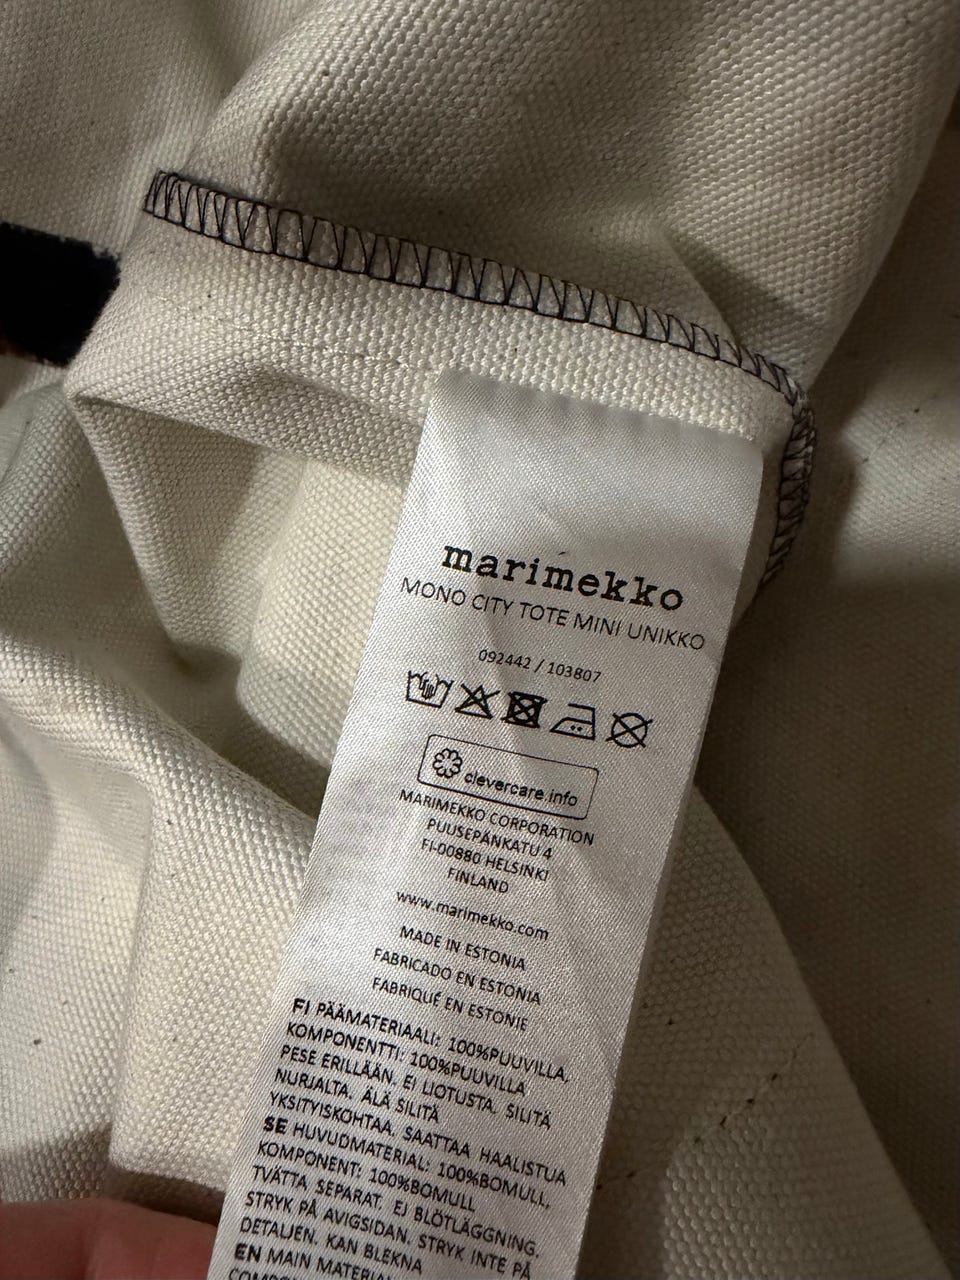 marimekko
MONO CITY TOTE MINI UNIKKO
092442 / 103807
clevercare.info
MARIMEKKO CORPORATION
PUUSEPÄNKATU 4
FI-00880 HELSINKI
FINLAND
www.marimekko.com
MADE IN ESTONIA
FABRICADO EN ESTONIA
FABRIQUÉ EN ESTONIE
FI PÄÄMATERIAALI: 100%PUUVILLA,
KOMPONENTTI: 100%PUUVILLA
PESE ERILLÄÄN. EI LIOTUSTA. SILITÄ
NURJALTA. ÄLÄ SILITÄ
YKSITYISKOHTAA. SAATTAA HAALISTUA
SE HUVUDMATERIAL: 100%BOMULL,
KOMPONENT: 100%BOMULL
TVÄTTA SEPARAT. EJ BLÖTLÄGGNING.
STRYK PÅ AVIGSIDAN. STRYK INTE PÅ
DETALJEN. KAN BLEKNA
EN MAIN